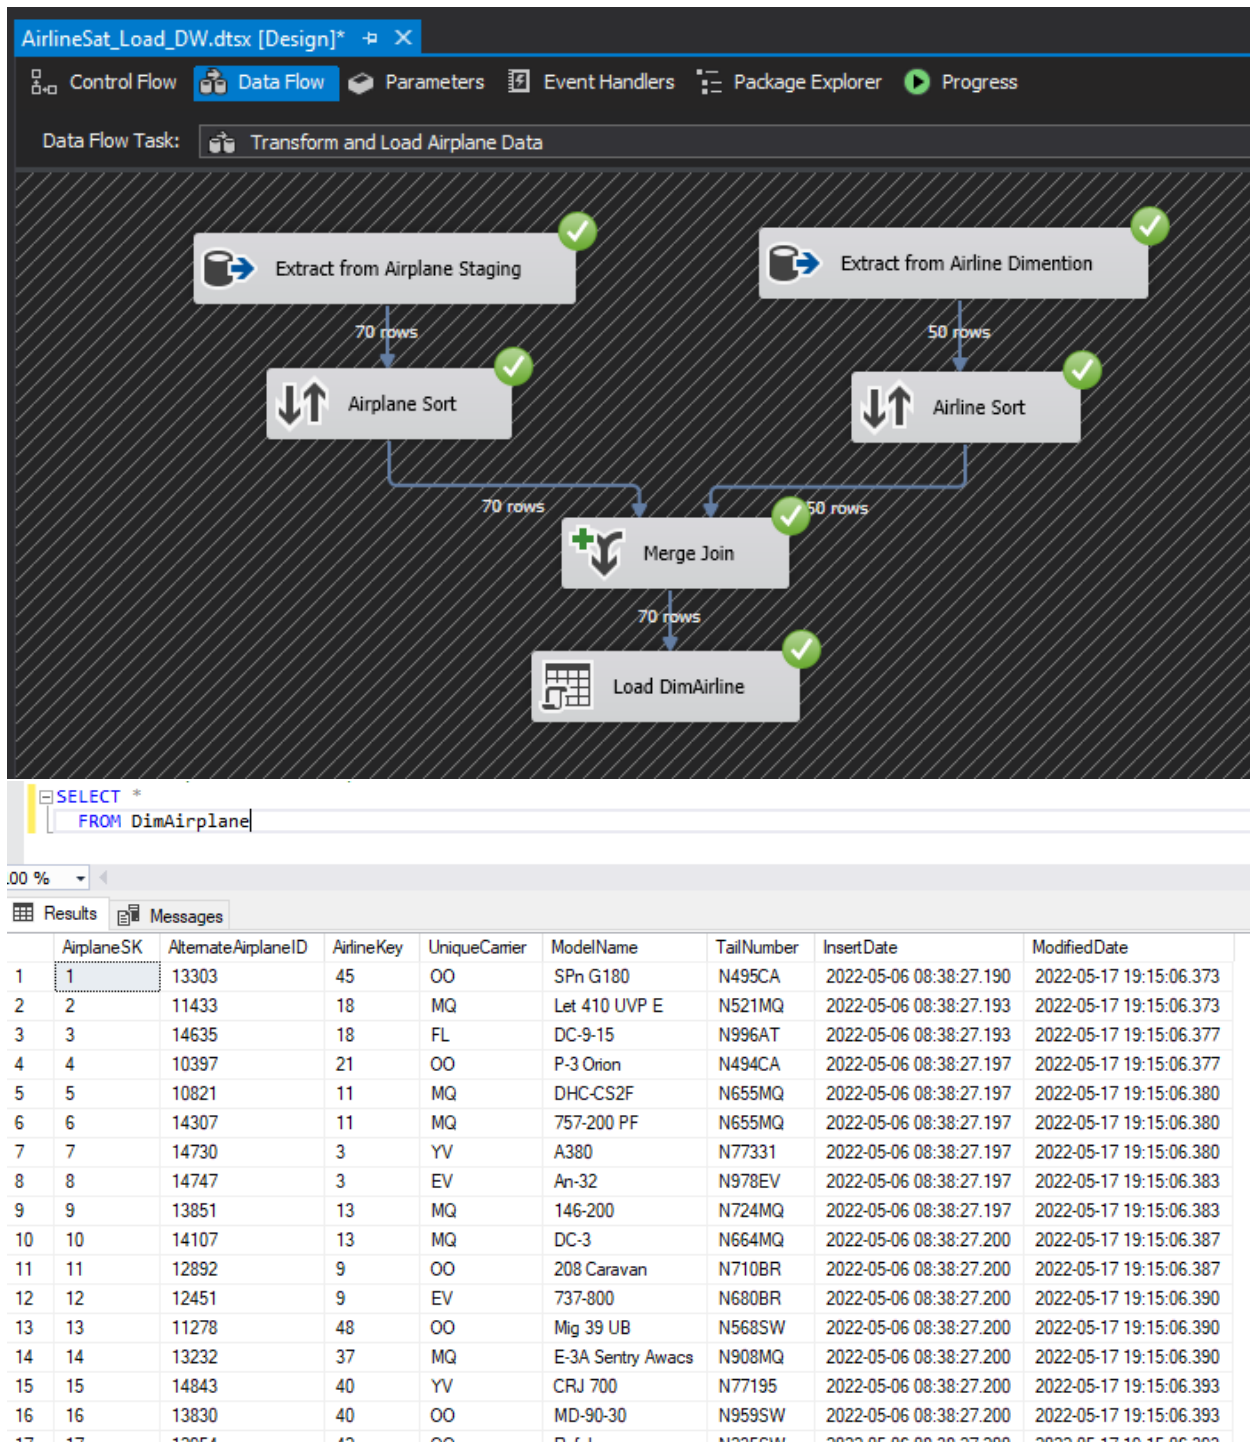 AirlineSat_Load_DW.dtsx [Design]*
Control Flow Data Flow Parameters Event Handlers Package Explorer Progress
Data Flow Task: Transform and Load Airplane Data
Extract from Airplane Staging
Extract from Airline Dimention
70 rows
50 rows
Airplane Sort
Airline Sort
70 rows
50 rows
Merge Join
70 rows
Load DimAirline
SELECT *
FROM DimAirplane
.00 %
Results Messages
AirplaneSK AlternateAirplaneID AirlineKey UniqueCarrier ModelName TailNumber InsertDate ModifiedDate
1 1 13303 45 OO SPn G180 N495CA 2022-05-06 08:38:27.190 2022-05-17 19:15:06.373
2 2 11433 18 MQ Let 410 UVP E N521MQ 2022-05-06 08:38:27.193 2022-05-17 19:15:06.373
3 3 14635 18 FL DC-9-15 N996AT 2022-05-06 08:38:27.193 2022-05-17 19:15:06.377
4 4 10397 21 OO P-3 Orion N494CA 2022-05-06 08:38:27.197 2022-05-17 19:15:06.377
5 5 10821 11 MQ DHC-CS2F N655MQ 2022-05-06 08:38:27.197 2022-05-17 19:15:06.380
6 6 14307 11 MQ 757-200 PF N655MQ 2022-05-06 08:38:27.197 2022-05-17 19:15:06.380
7 7 14730 3 YV A380 N77331 2022-05-06 08:38:27.197 2022-05-17 19:15:06.380
8 8 14747 3 EV An-32 N978EV 2022-05-06 08:38:27.197 2022-05-17 19:15:06.383
9 9 13851 13 MQ 146-200 N724MQ 2022-05-06 08:38:27.197 2022-05-17 19:15:06.383
10 10 14107 13 MQ DC-3 N664MQ 2022-05-06 08:38:27.200 2022-05-17 19:15:06.387
11 11 12892 9 OO 208 Caravan N710BR 2022-05-06 08:38:27.200 2022-05-17 19:15:06.387
12 12 12451 9 EV 737-800 N680BR 2022-05-06 08:38:27.200 2022-05-17 19:15:06.390
13 13 11278 48 OO Mig 39 UB N568SW 2022-05-06 08:38:27.200 2022-05-17 19:15:06.390
14 14 13232 37 MQ E-3A Sentry Awacs N908MQ 2022-05-06 08:38:27.200 2022-05-17 19:15:06.390
15 15 14843 40 YV CRJ 700 N77195 2022-05-06 08:38:27.200 2022-05-17 19:15:06.393
16 16 13830 40 OO MD-90-30 N959SW 2022-05-06 08:38:27.200 2022-05-17 19:15:06.393